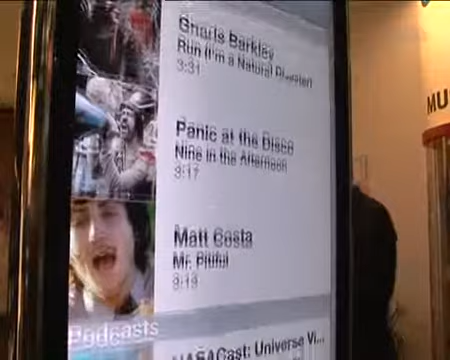 Gnarls Barkley
Run (I'm a Natural Disaster)
3:31
Panic at the Disco
Nine in the Afternoon
3:17
Matt Costa
Mr. Pitiful
3:13
Podcasts
NASACast: Universe Vi...
MU